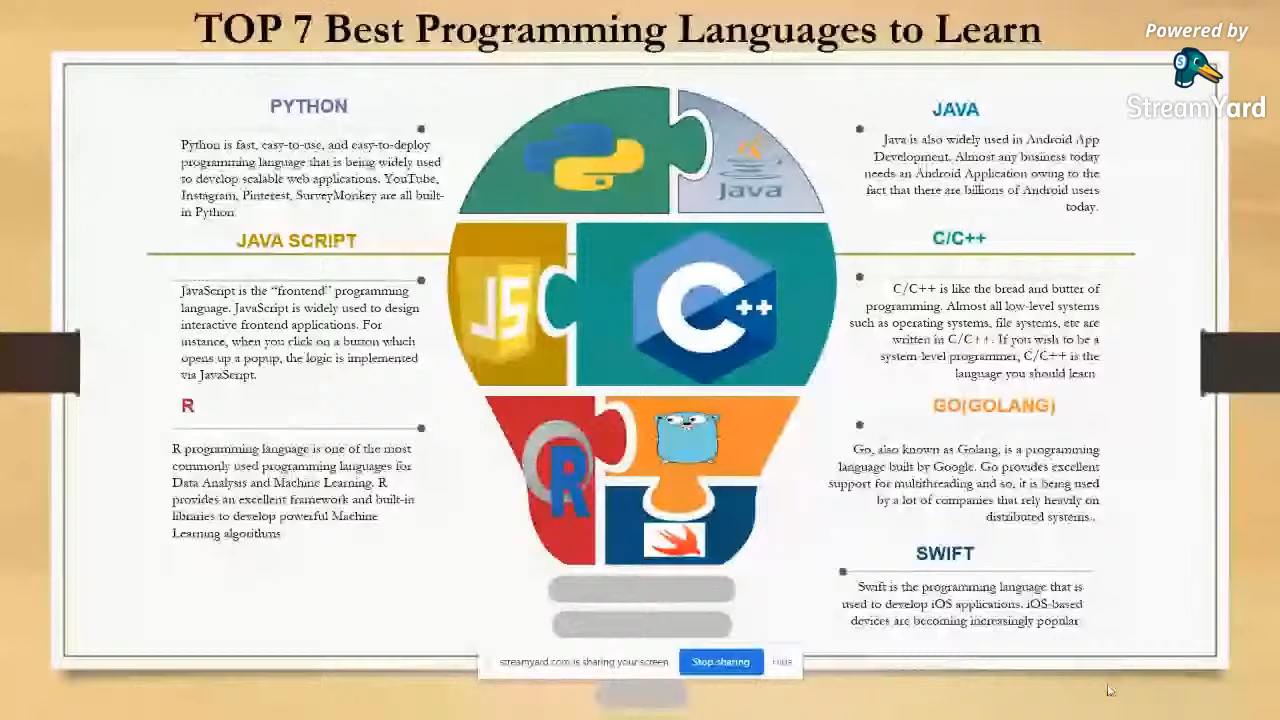 TOP 7 Best Programming Languages to Learn
Powered by
StreamYard
PYTHON
Python is fast, easy-to-use, and easy-to-deploy
programming language that is being widely used
to develop scalable web applications. YouTube,
Instagram, Pinterest, SurveyMonkey are all built-
in Python
JAVA SCRIPT
JavaScript is the “frontend” programming
language. JavaScript is widely used to design
interactive frontend applications. For
instance, when you click on a button which
opens up a popup, the logic is implemented
via JavaScript.
R
R programming language is one of the most
commonly used programming languages for
Data Analysis and Machine Learning. R
provides an excellent framework and built-in
libraries to develop powerful Machine
Learning algorithms
Java
JS
C++
R
JAVA
Java is also widely used in Android App
Development. Almost any business today
needs an Android Application owing to the
fact that there are billions of Android users
today.
C/C++
C/C++ is like the bread and butter of
programming. Almost all low-level systems
such as operating systems, file systems, etc are
written in C/C++. If you wish to be a
system-level programmer, C/C++ is the
language you should learn
GO(GOLANG)
Go, also known as Golang, is a programming
language built by Google. Go provides excellent
support for multithreading and so, it is being used
by a lot of companies that rely heavily on
distributed systems..
SWIFT
Swift is the programming language that is
used to develop iOS applications. iOS-based
devices are becoming increasingly popular
streamyard.com is sharing your screen.
Stop sharing
Hide